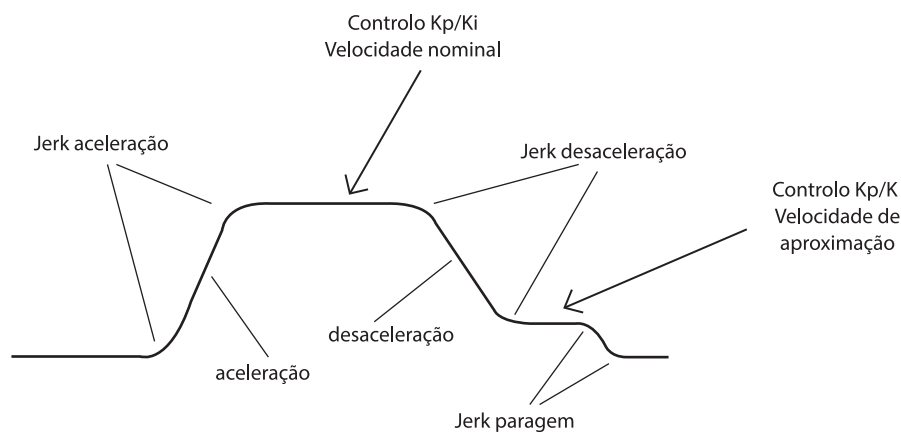 Controlo Kp/Ki
Velocidade nominal
Jerk aceleração
Jerk desaceleração
Controlo Kp/K
Velocidade de
aproximação
desaceleração
aceleração
Jerk paragem